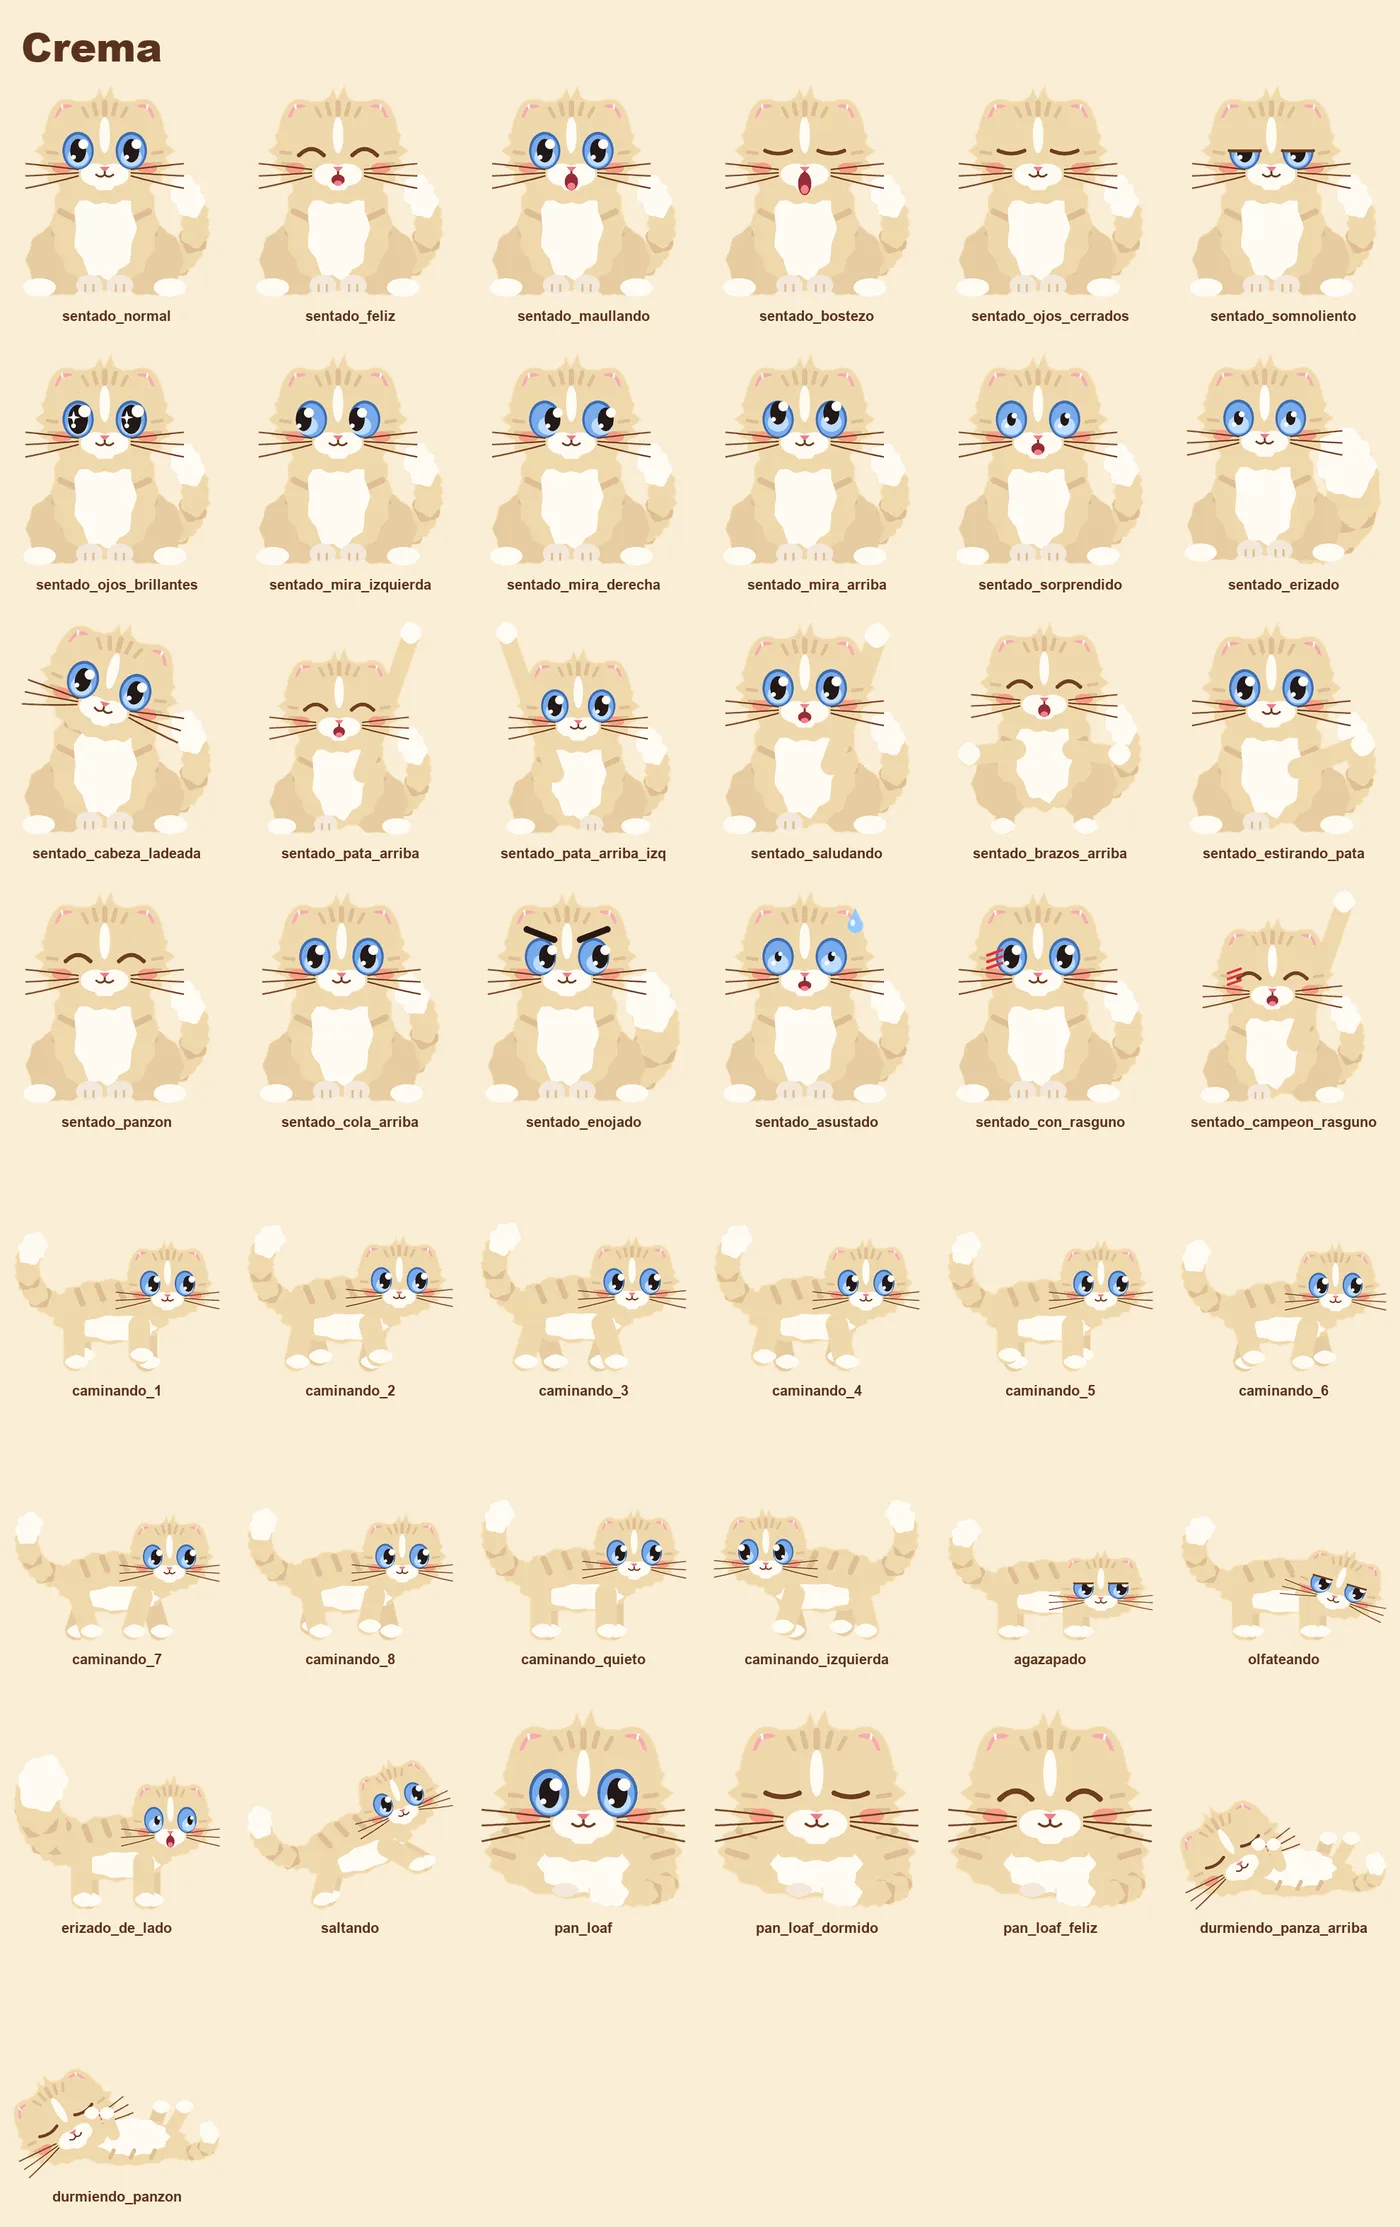 Crema
sentado_normal
sentado_feliz
sentado_maullando
sentado_bostezo
sentado_ojos_cerrados
sentado_somnoliento
sentado_ojos_brillantes
sentado_mira_izquierda
sentado_mira_derecha
sentado_mira_arriba
sentado_sorprendido
sentado_erizado
sentado_cabeza_ladeada
sentado_pata_arriba
sentado_pata_arriba_izq
sentado_saludando
sentado_brazos_arriba
sentado_estirando_pata
sentado_panzon
sentado_cola_arriba
sentado_enojado
sentado_asustado
sentado_con_rasguno
sentado_campeon_rasguno
caminando_1
caminando_2
caminando_3
caminando_4
caminando_5
caminando_6
caminando_7
caminando_8
caminando_quieto
caminando_izquierda
agazapado
olfateando
erizado_de_lado
saltando
pan_loaf
pan_loaf_dormido
pan_loaf_feliz
durmiendo_panza_arriba
durmiendo_panzon